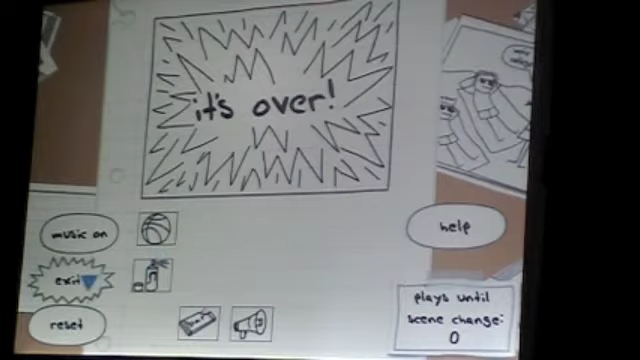 it's over!
music on
exit
reset
help
plays until
scene change:
0